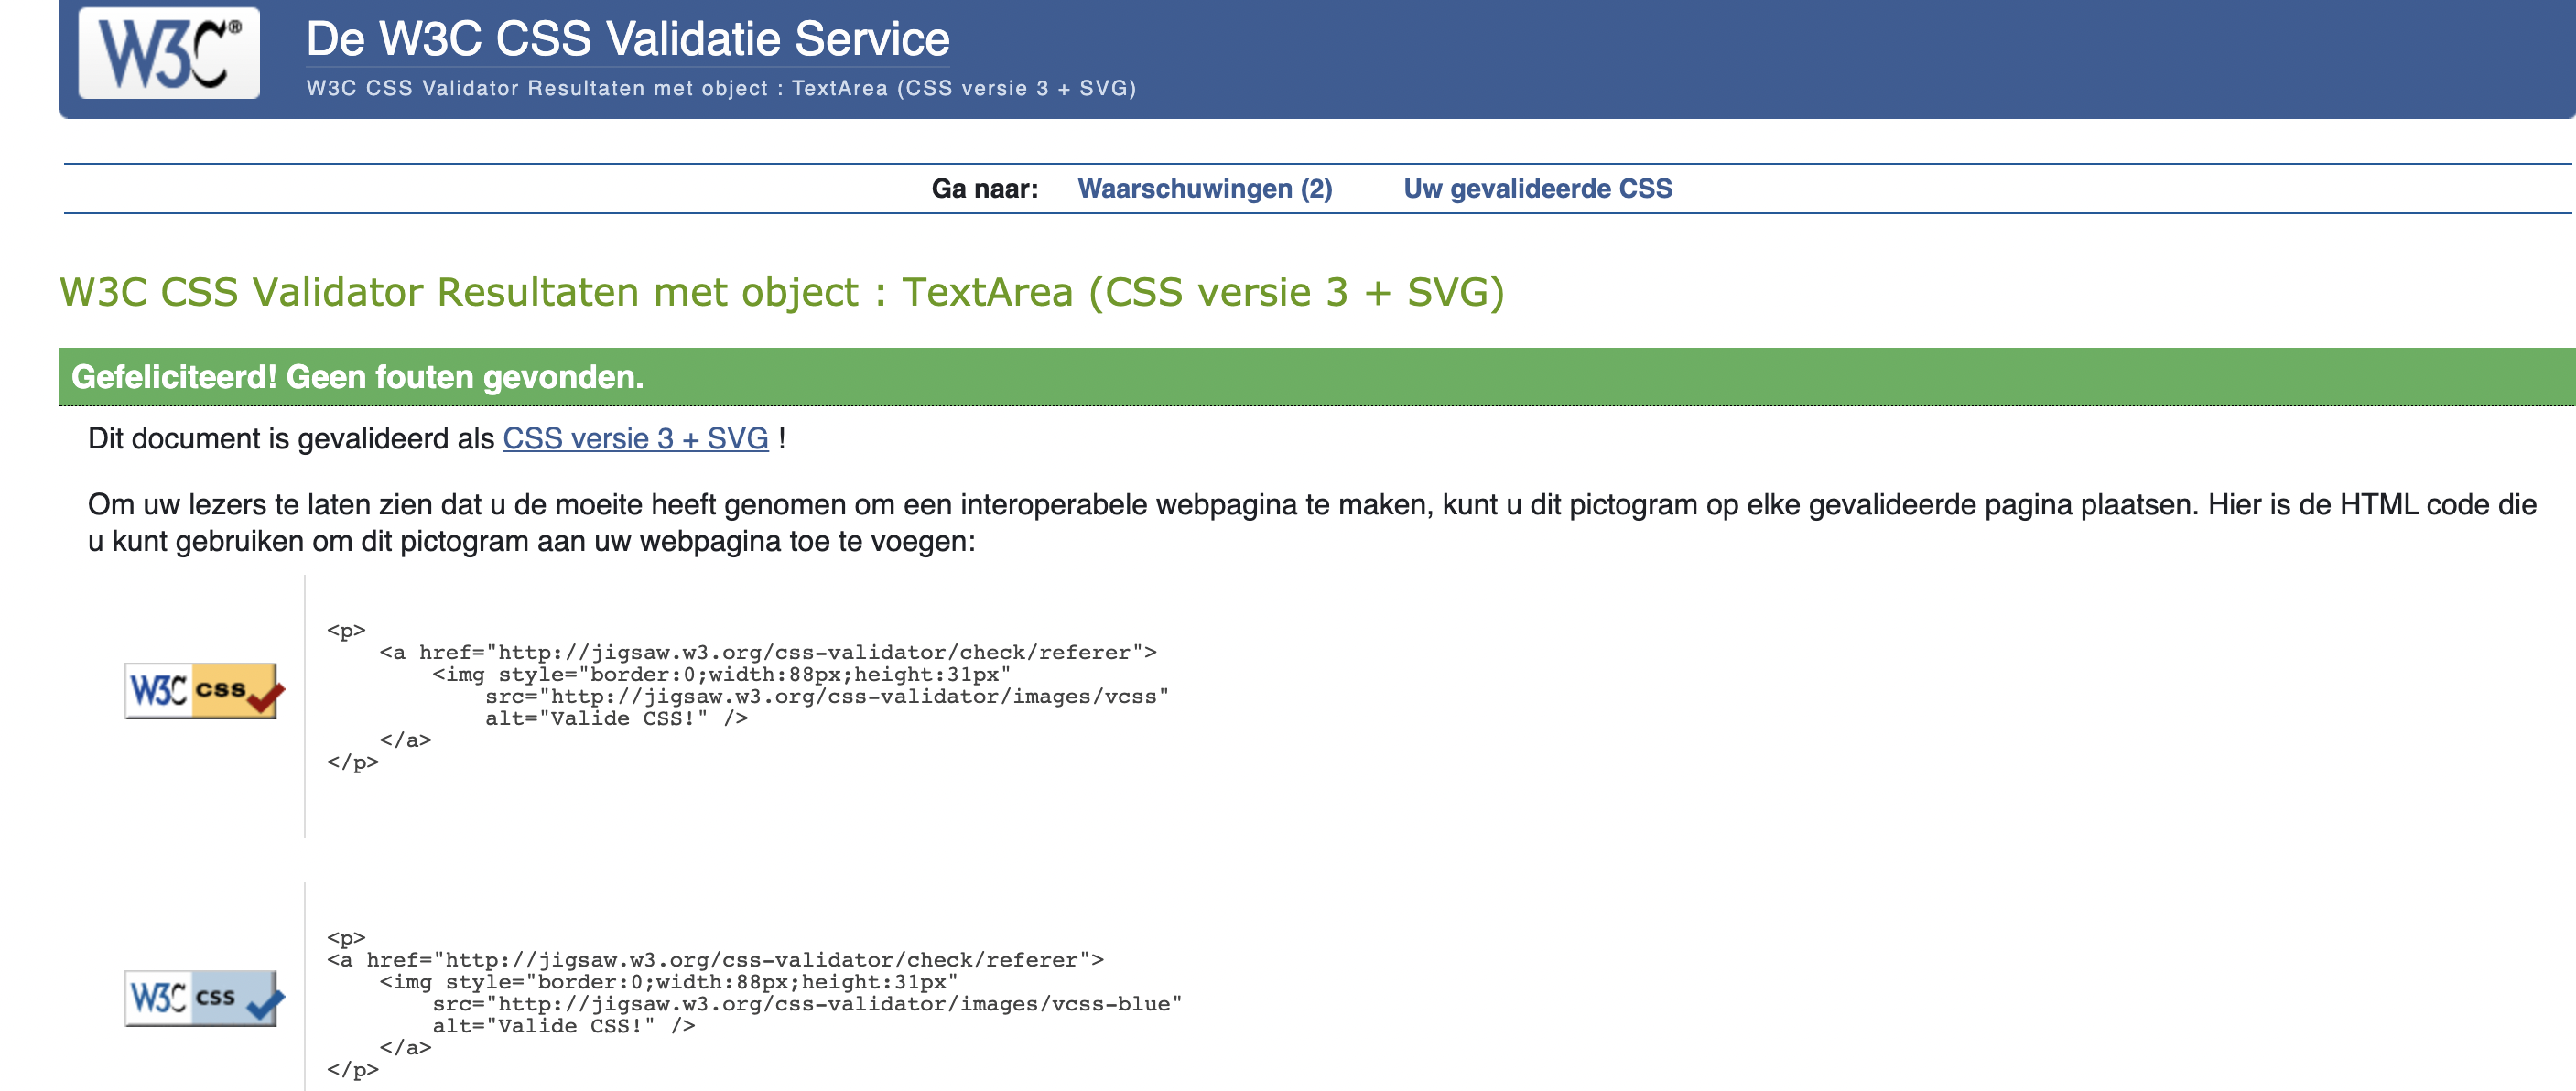 W3C®
De W3C CSS Validatie Service
W3C CSS Validator Resultaten met object : TextArea (CSS versie 3 + SVG)
Ga naar: Waarschuwingen (2) Uw gevalideerde CSS
W3C CSS Validator Resultaten met object : TextArea (CSS versie 3 + SVG)
Gefeliciteerd! Geen fouten gevonden.
Dit document is gevalideerd als CSS versie 3 + SVG !
Om uw lezers te laten zien dat u de moeite heeft genomen om een interoperabele webpagina te maken, kunt u dit pictogram op elke gevalideerde pagina plaatsen. Hier is de HTML code die
u kunt gebruiken om dit pictogram aan uw webpagina toe te voegen:
W3C css
<p>
    <a href="http://jigsaw.w3.org/css-validator/check/referer">
        <img style="border:0;width:88px;height:31px"
            src="http://jigsaw.w3.org/css-validator/images/vcss"
            alt="Valide CSS!" />
    </a>
</p>
W3C css
<p>
<a href="http://jigsaw.w3.org/css-validator/check/referer">
    <img style="border:0;width:88px;height:31px"
        src="http://jigsaw.w3.org/css-validator/images/vcss-blue"
        alt="Valide CSS!" />
    </a>
</p>